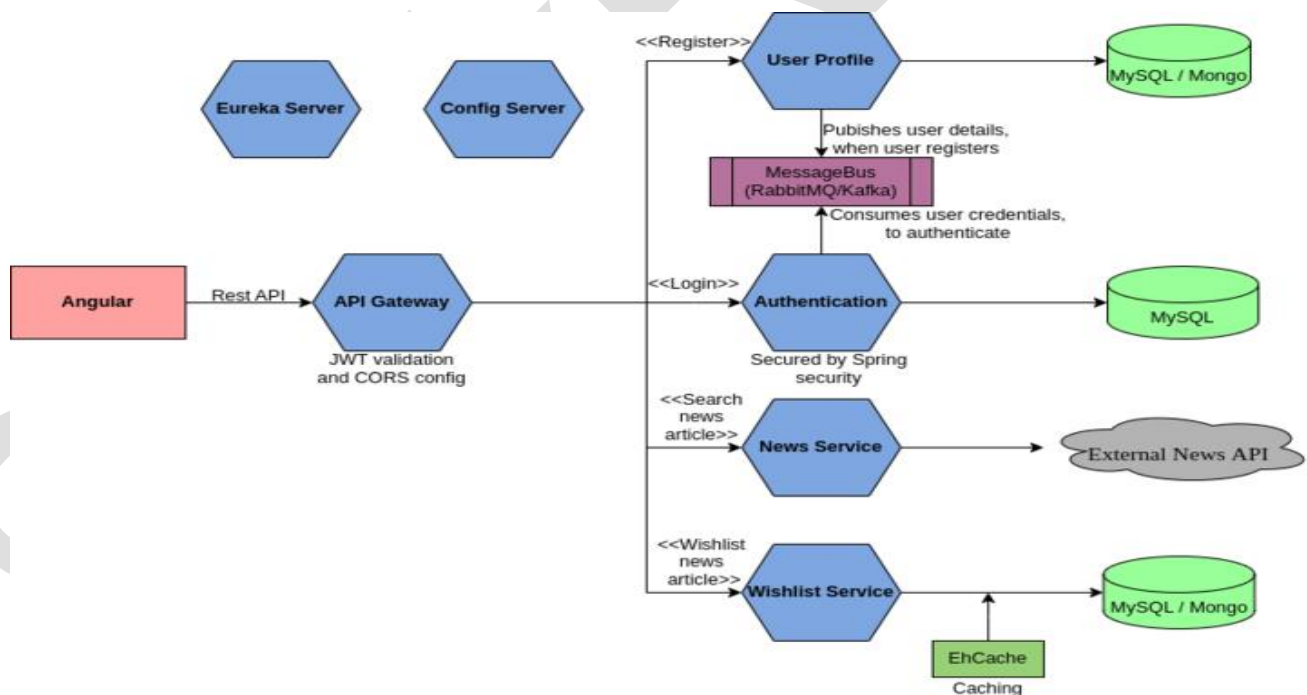 <<Register>>
User Profile
MySQL / Mongo
Eureka Server
Config Server
Pubishes user details,
when user registers
MessageBus
(RabbitMQ/Kafka)
Consumes user credentials,
to authenticate
Angular
Rest API
API Gateway
JWT validation
and CORS config
<<Login>>
Authentication
MySQL
Secured by Spring
security
<<Search
news
article>>
News Service
External News API
<<Wishlist
news
article>>
Wishlist Service
MySQL / Mongo
EhCache
Caching